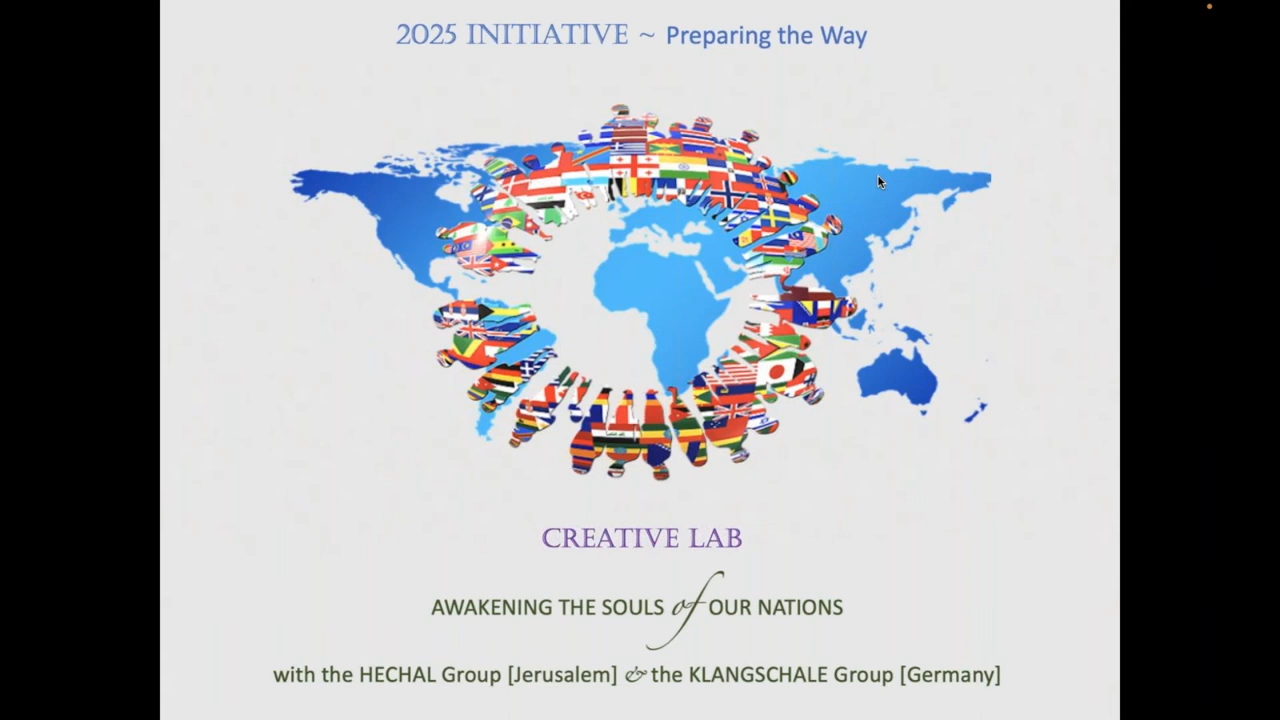 2025 INITIATIVE ~ Preparing the Way
CREATIVE LAB
AWAKENING THE SOULS of OUR NATIONS
with the HECHAL Group [Jerusalem] & the KLANGSCHALE Group [Germany]